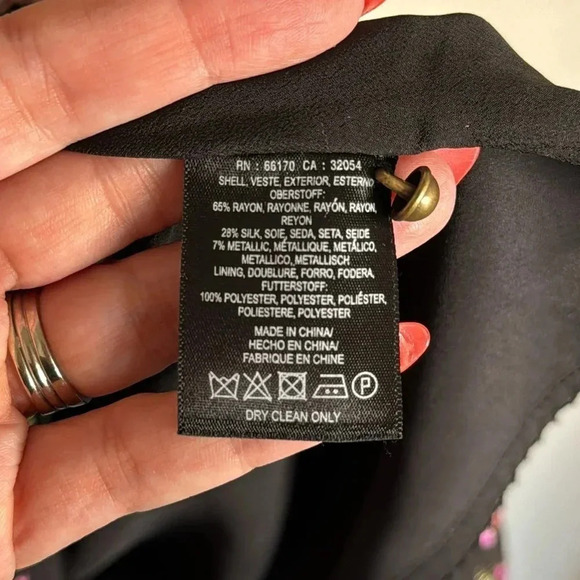 RN : 66170 CA : 32054
SHELL, VESTE, EXTERIOR, ESTERNO
OBERSTOFF:
65% RAYON, RAYONNE, RAYÓN, RAYON,
REYON
28% SILK, SOIE, SEDA, SETA, SEIDE
7% METALLIC, MÉTALLIQUE, METÁLICO,
METALLICO, METALLISCH
LINING, DOUBLURE, FORRO, FODERA,
FUTTERSTOFF:
100% POLYESTER, POLYESTER, POLIÉSTER,
POLIESTERE, POLYESTER
MADE IN CHINA/
HECHO EN CHINA/
FABRIQUE EN CHINE
P
DRY CLEAN ONLY